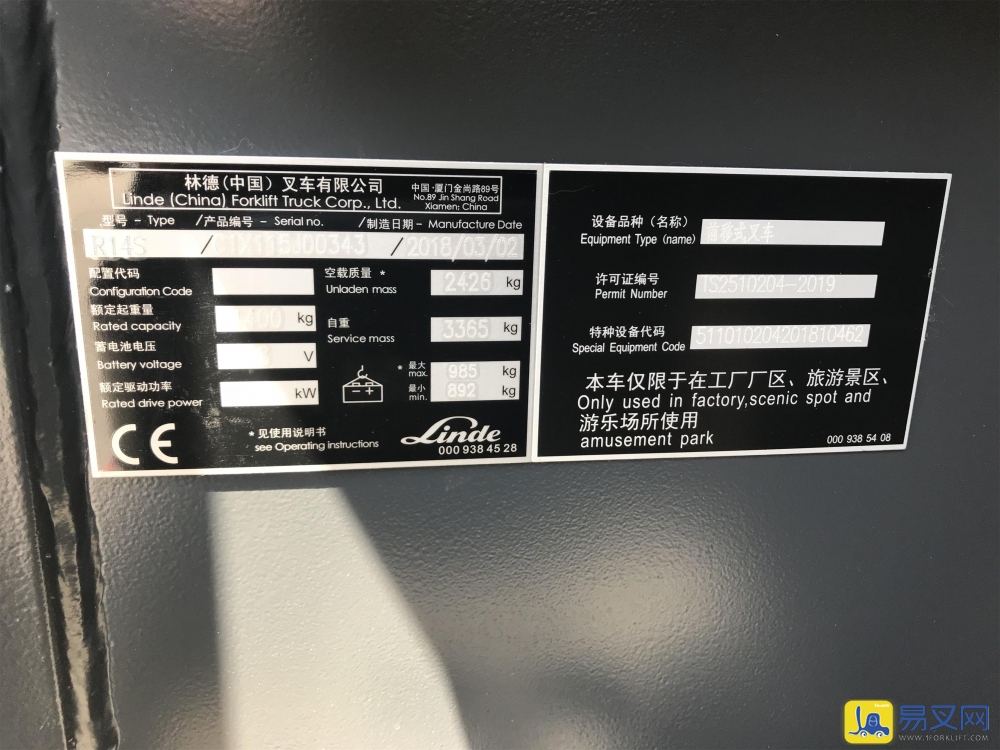 林德(中国) 叉车有限公司
Linde (China) Forklift Truck Corp., Ltd.
中国·厦门金尚路89号
No.89 Jin Shang Road
Xiamen; China
型号 - Type /产品编号 - Serial no. /制造日期 - Manufacture Date
R14S / / 2018/03/02
配置代码
Configuration Code
额定起重量
Rated capacity kg
蓄电池电压
Battery voltage V
额定驱动功率
Rated drive power kW
空载质量 *
Unladen mass 2426 kg
自重
Service mass 3365 kg
* 最大
max. 985 kg
最小
min. 892 kg
CE
* 见使用说明书
see Operating instructions
Linde
000 938 45 28
设备品种(名称)
Equipment Type (name) 前移式叉车
许可证编号
Permit Number TS2510204-2019
特种设备代码
Special Equipment Code 511010204201810462
本车仅限于在工厂厂区、旅游景区、
Only used in factory,scenic spot and
游乐场所使用
amusement park
000 938 54 08
易叉网
WWW.1FORKLIFT.COM